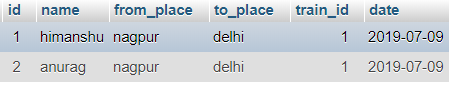 id name from_place to_place train_id date
1 himanshu nagpur delhi 1 2019-07-09
2 anurag nagpur delhi 1 2019-07-09